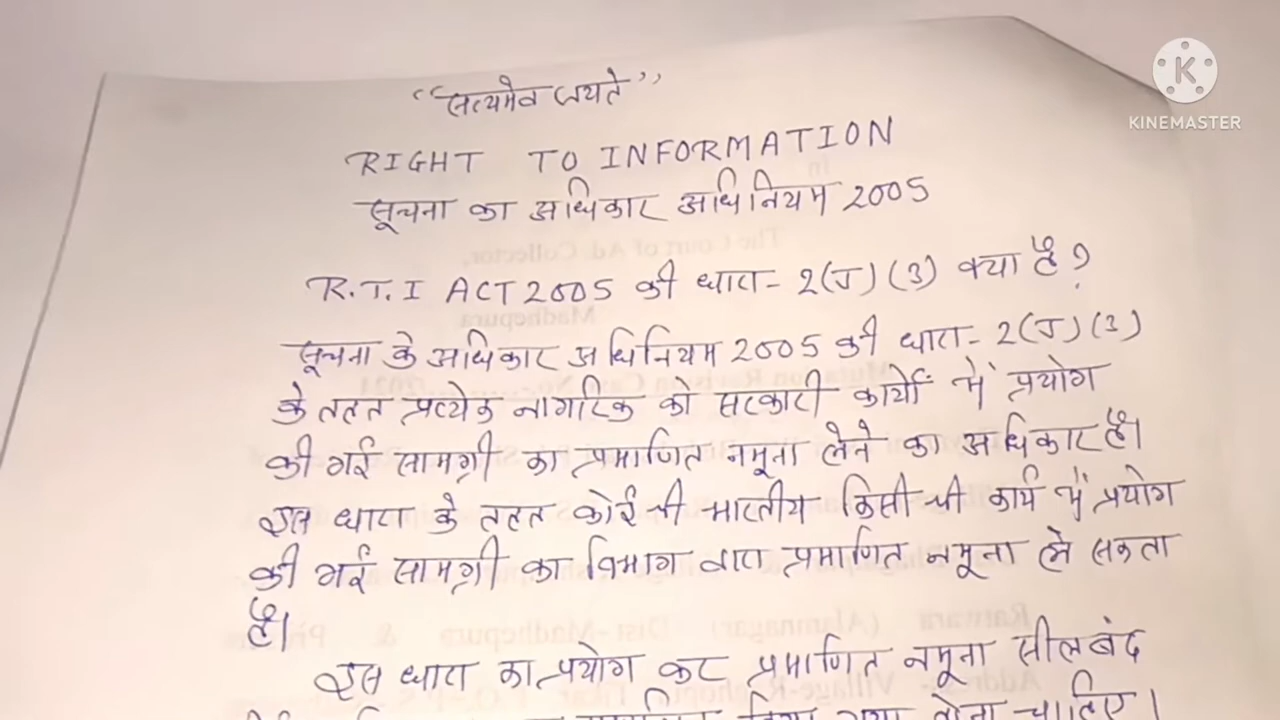 "सत्यमेव जयते"
RIGHT TO INFORMATION
सूचना का अधिकार अधिनियम 2005
R.T.I ACT 2005 की धारा- 2(J)(3) क्या है?
सूचना के अधिकार अधिनियम 2005 की धारा- 2(J)(3)
के तहत प्रत्येक नागरिक को सरकारी कार्यों में प्रयोग
की गई सामग्री का प्रमाणित नमूना लेने का अधिकार है।
इस धारा के तहत कोई भी भारतीय किसी भी कार्य में प्रयोग
की गई सामग्री का विभाग द्वारा प्रमाणित नमूना ले सकता
है।
इस धारा का प्रयोग कर प्रमाणित नमूना सीलबंद
होना चाहिए।
KINEMASTER